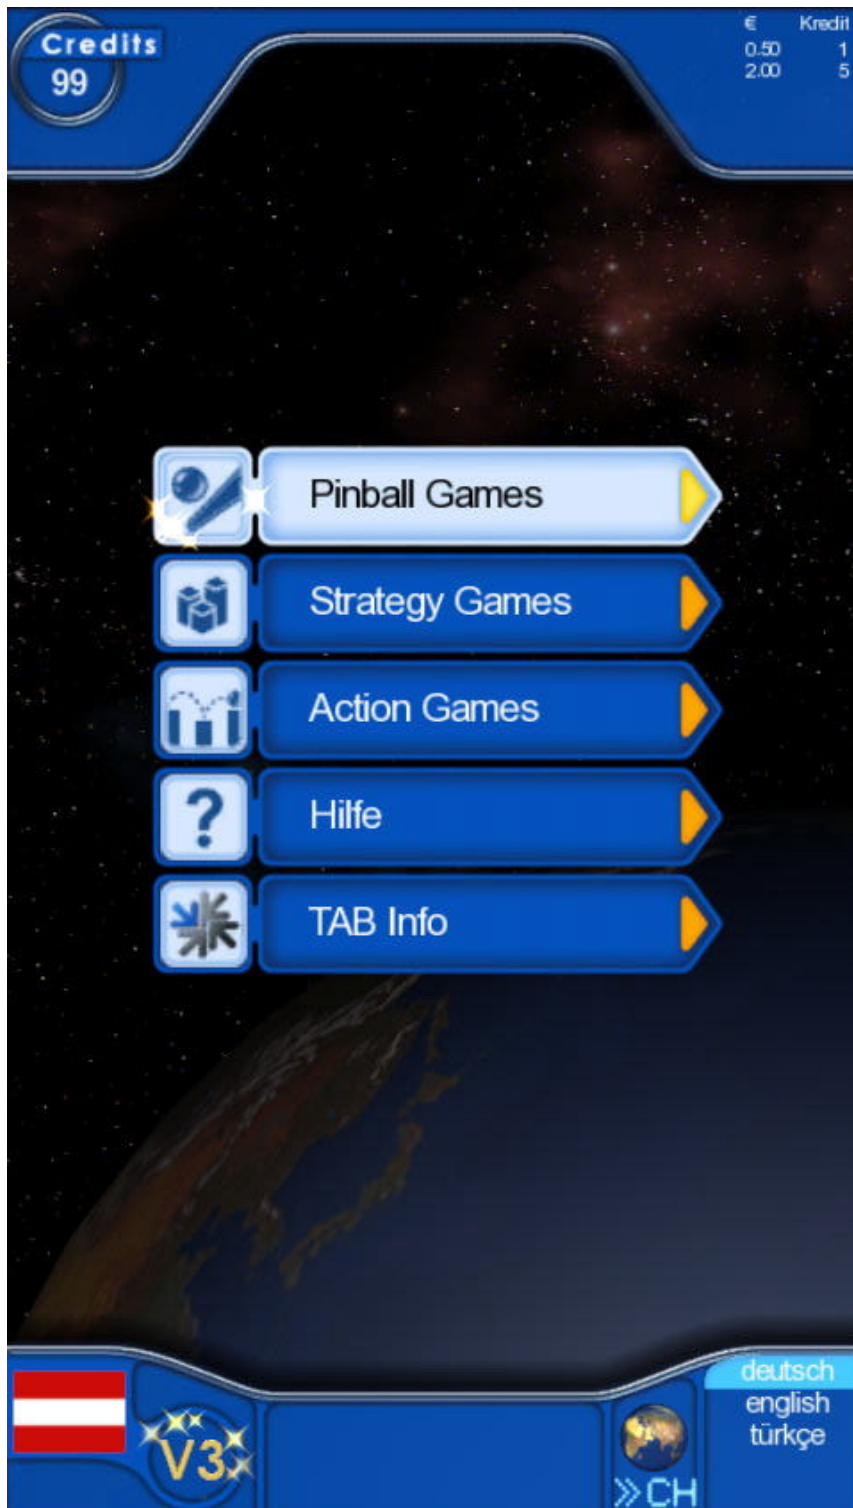 Credits
99
€ Kredit
0.50 1
2.00 5
Pinball Games
Strategy Games
Action Games
Hilfe
TAB Info
V3
»CH
deutsch
english
türkçe